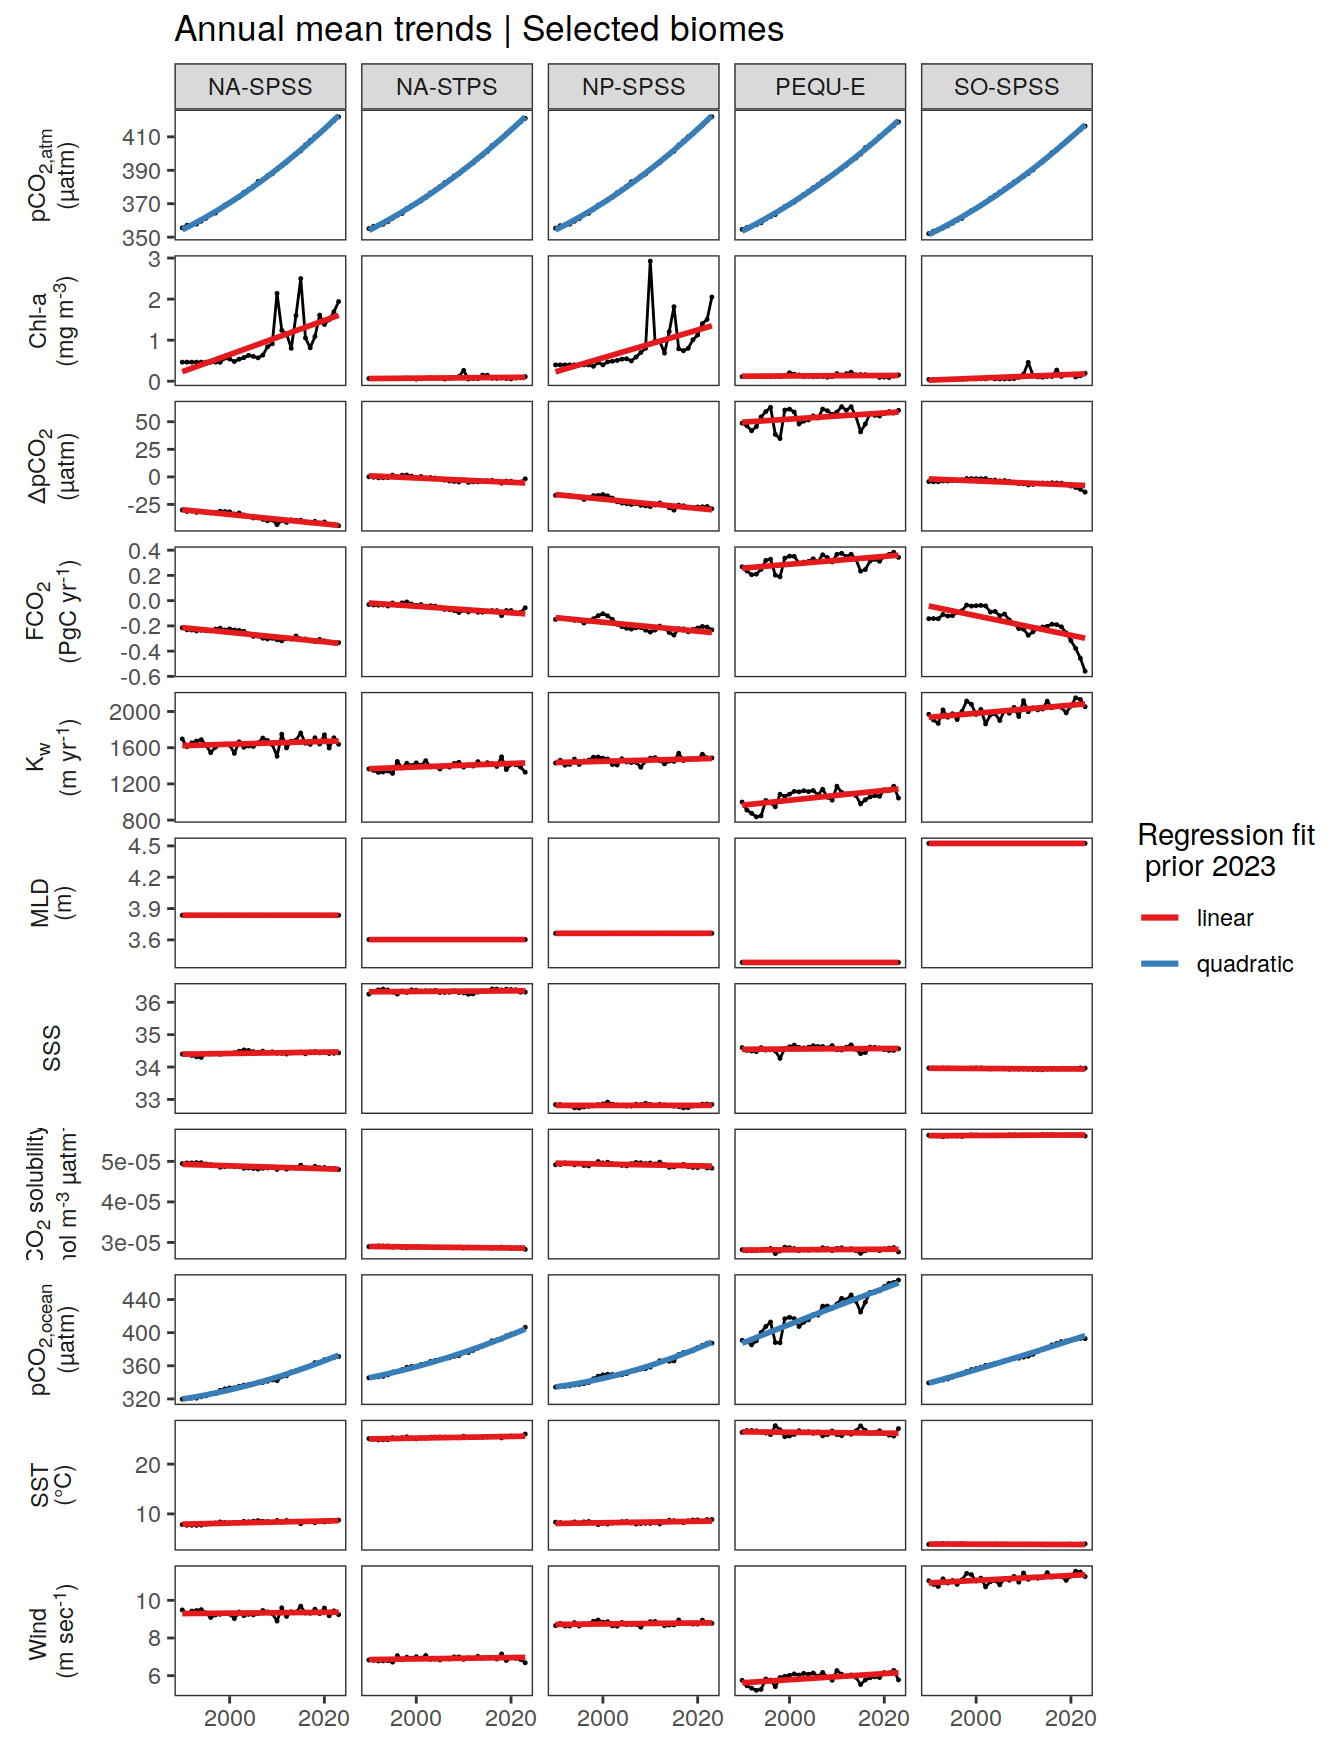 Annual mean trends | Selected biomes
NA-SPSS NA-STPS NP-SPSS PEQU-E SO-SPSS
pCO2,atm
(µatm)
410
390
370
350
Chl-a
(mg m-3)
3
2
1
0
ΔpCO2
(µatm)
50
25
0
-25
FCO2
(PgC yr-1)
0.4
0.2
0.0
-0.2
-0.4
-0.6
Kw
(m yr-1)
2000
1600
1200
800
MLD
(m)
4.5
4.2
3.9
3.6
SSS
36
35
34
33
CO2 solubility
mol m-3 µatm-
5e-05
4e-05
3e-05
pCO2,ocean
(µatm)
440
400
360
320
SST
(°C)
20
10
Wind
(m sec-1)
10
8
6
2000 2020 2000 2020 2000 2020 2000 2020 2000 2020
Regression fit
prior 2023
linear
quadratic